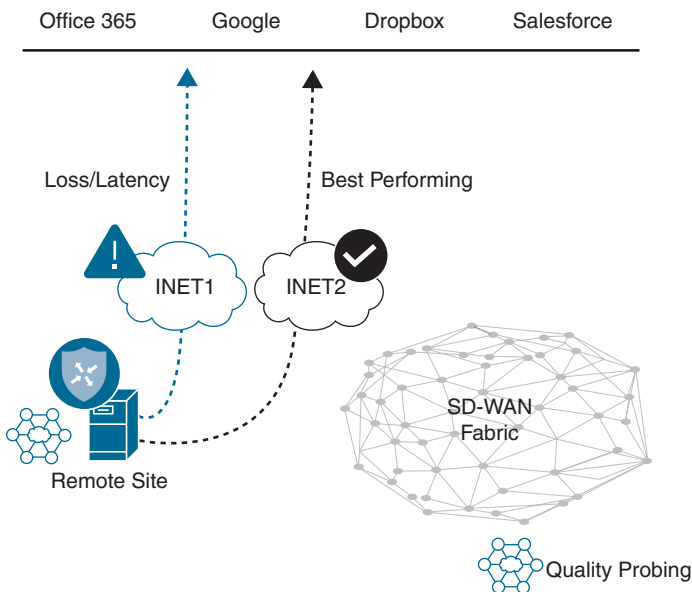 Office 365 Google Dropbox Salesforce
Loss/Latency Best Performing
INET1 INET2
SD-WAN
Fabric
Remote Site
Quality Probing